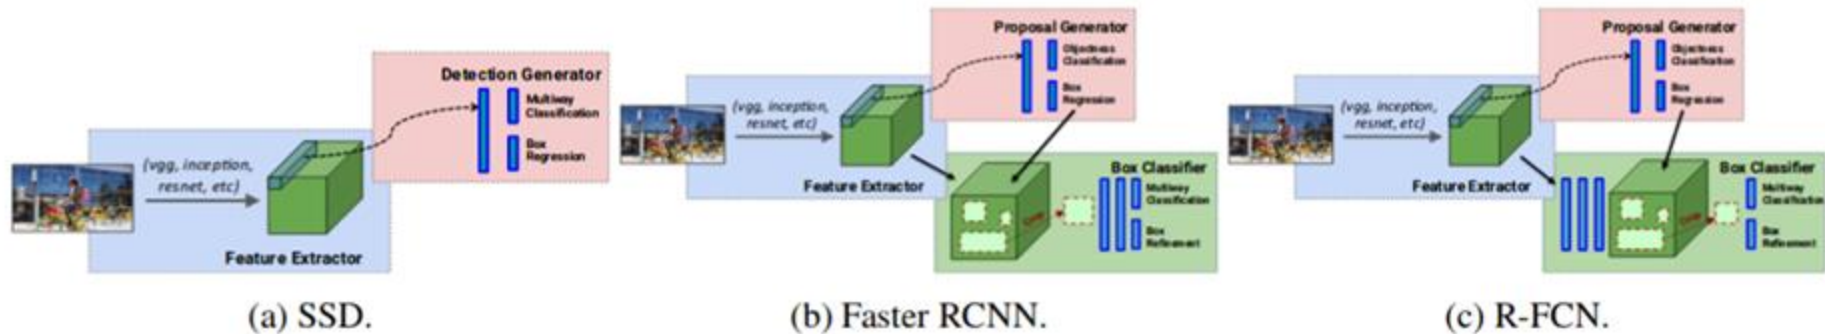 Detection Generator
Multiway
Classification
Box
Regression
(vgg, inception,
resnet, etc)
Feature Extractor
(a) SSD.
Proposal Generator
Objectness
Classification
Box
Regression
(vgg, inception,
resnet, etc)
Feature Extractor
Box Classifier
Multiway
Classification
Box
Refinement
(b) Faster RCNN.
Proposal Generator
Objectness
Classification
Box
Regression
(vgg, inception,
resnet, etc)
Feature Extractor
Box Classifier
Multiway
Classification
Box
Refinement
(c) R-FCN.